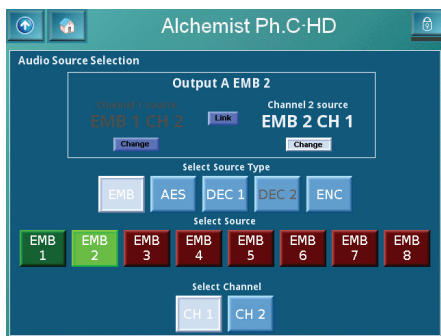 Alchemist Ph.C-HD
Audio Source Selection
Output A EMB 2
Channel 1 source
Channel 2 source
EMB 1 CH 2
Link
EMB 2 CH 1
Change
Change
Select Source Type
EMB
AES
DEC 1
DEC 2
ENC
Select Source
EMB 1
EMB 2
EMB 3
EMB 4
EMB 5
EMB 6
EMB 7
EMB 8
Select Channel
CH 1
CH 2